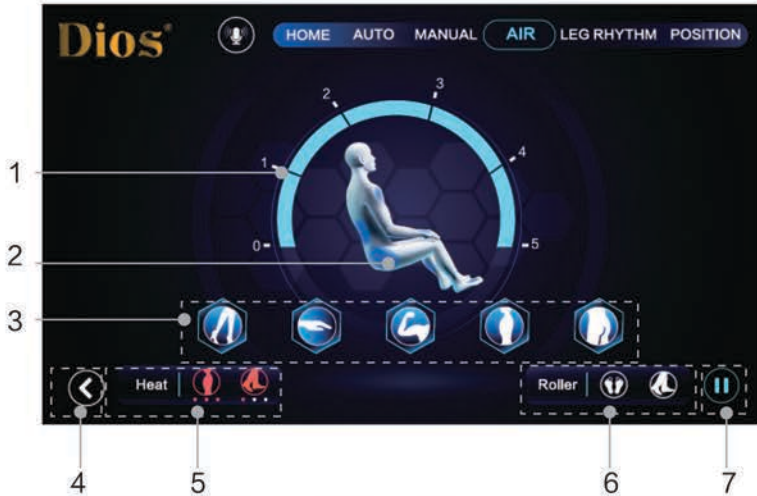 Dios®
HOME AUTO MANUAL AIR LEG RHYTHM POSITION
0 1 2 3 4 5
Heat
Roller
1
2
3
4 5 6 7